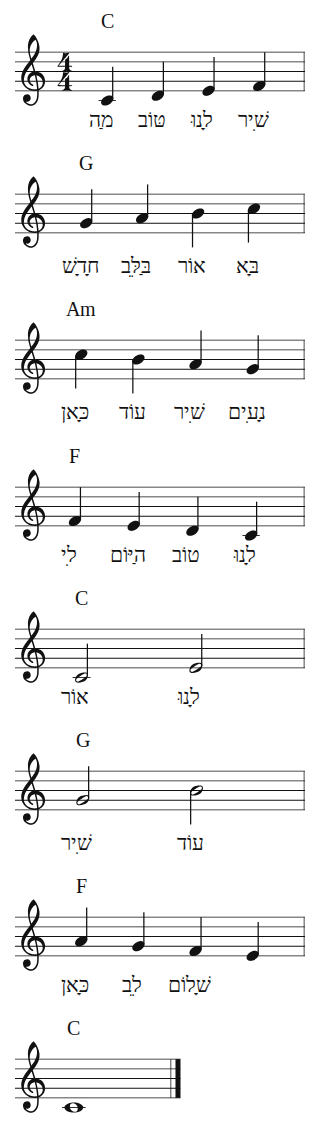 C
מַה טוֹב לָנוּ שִׁיר
G
חָדָשׁ בַּלֵּב אוֹר בָּא
Am
כָּאן עוֹד שִׁיר נָעִים
F
לִי הַיּוֹם טוֹב לָנוּ
C
אוֹר לָנוּ
G
שִׁיר עוֹד
F
כָּאן לֵב שָׁלוֹם
C